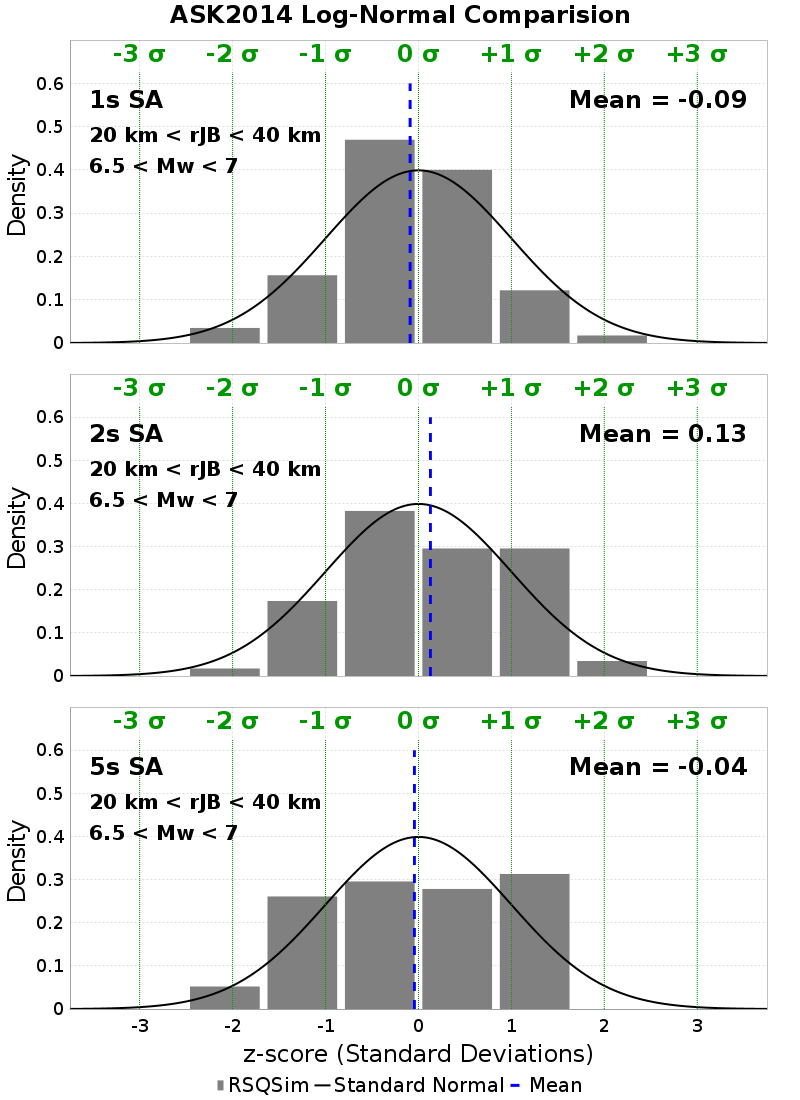 ASK2014 Log-Normal Comparision
-3 σ -2 σ -1 σ 0 σ +1 σ +2 σ +3 σ
1s SA Mean = -0.09
20 km < rJB < 40 km
6.5 < Mw < 7
Density
0.6
0.5
0.4
0.3
0.2
0.1
0
-3 σ -2 σ -1 σ 0 σ +1 σ +2 σ +3 σ
2s SA Mean = 0.13
20 km < rJB < 40 km
6.5 < Mw < 7
Density
0.6
0.5
0.4
0.3
0.2
0.1
0
-3 σ -2 σ -1 σ 0 σ +1 σ +2 σ +3 σ
5s SA Mean = -0.04
20 km < rJB < 40 km
6.5 < Mw < 7
Density
0.6
0.5
0.4
0.3
0.2
0.1
0
-3 -2 -1 0 1 2 3
z-score (Standard Deviations)
RSQSim Standard Normal Mean